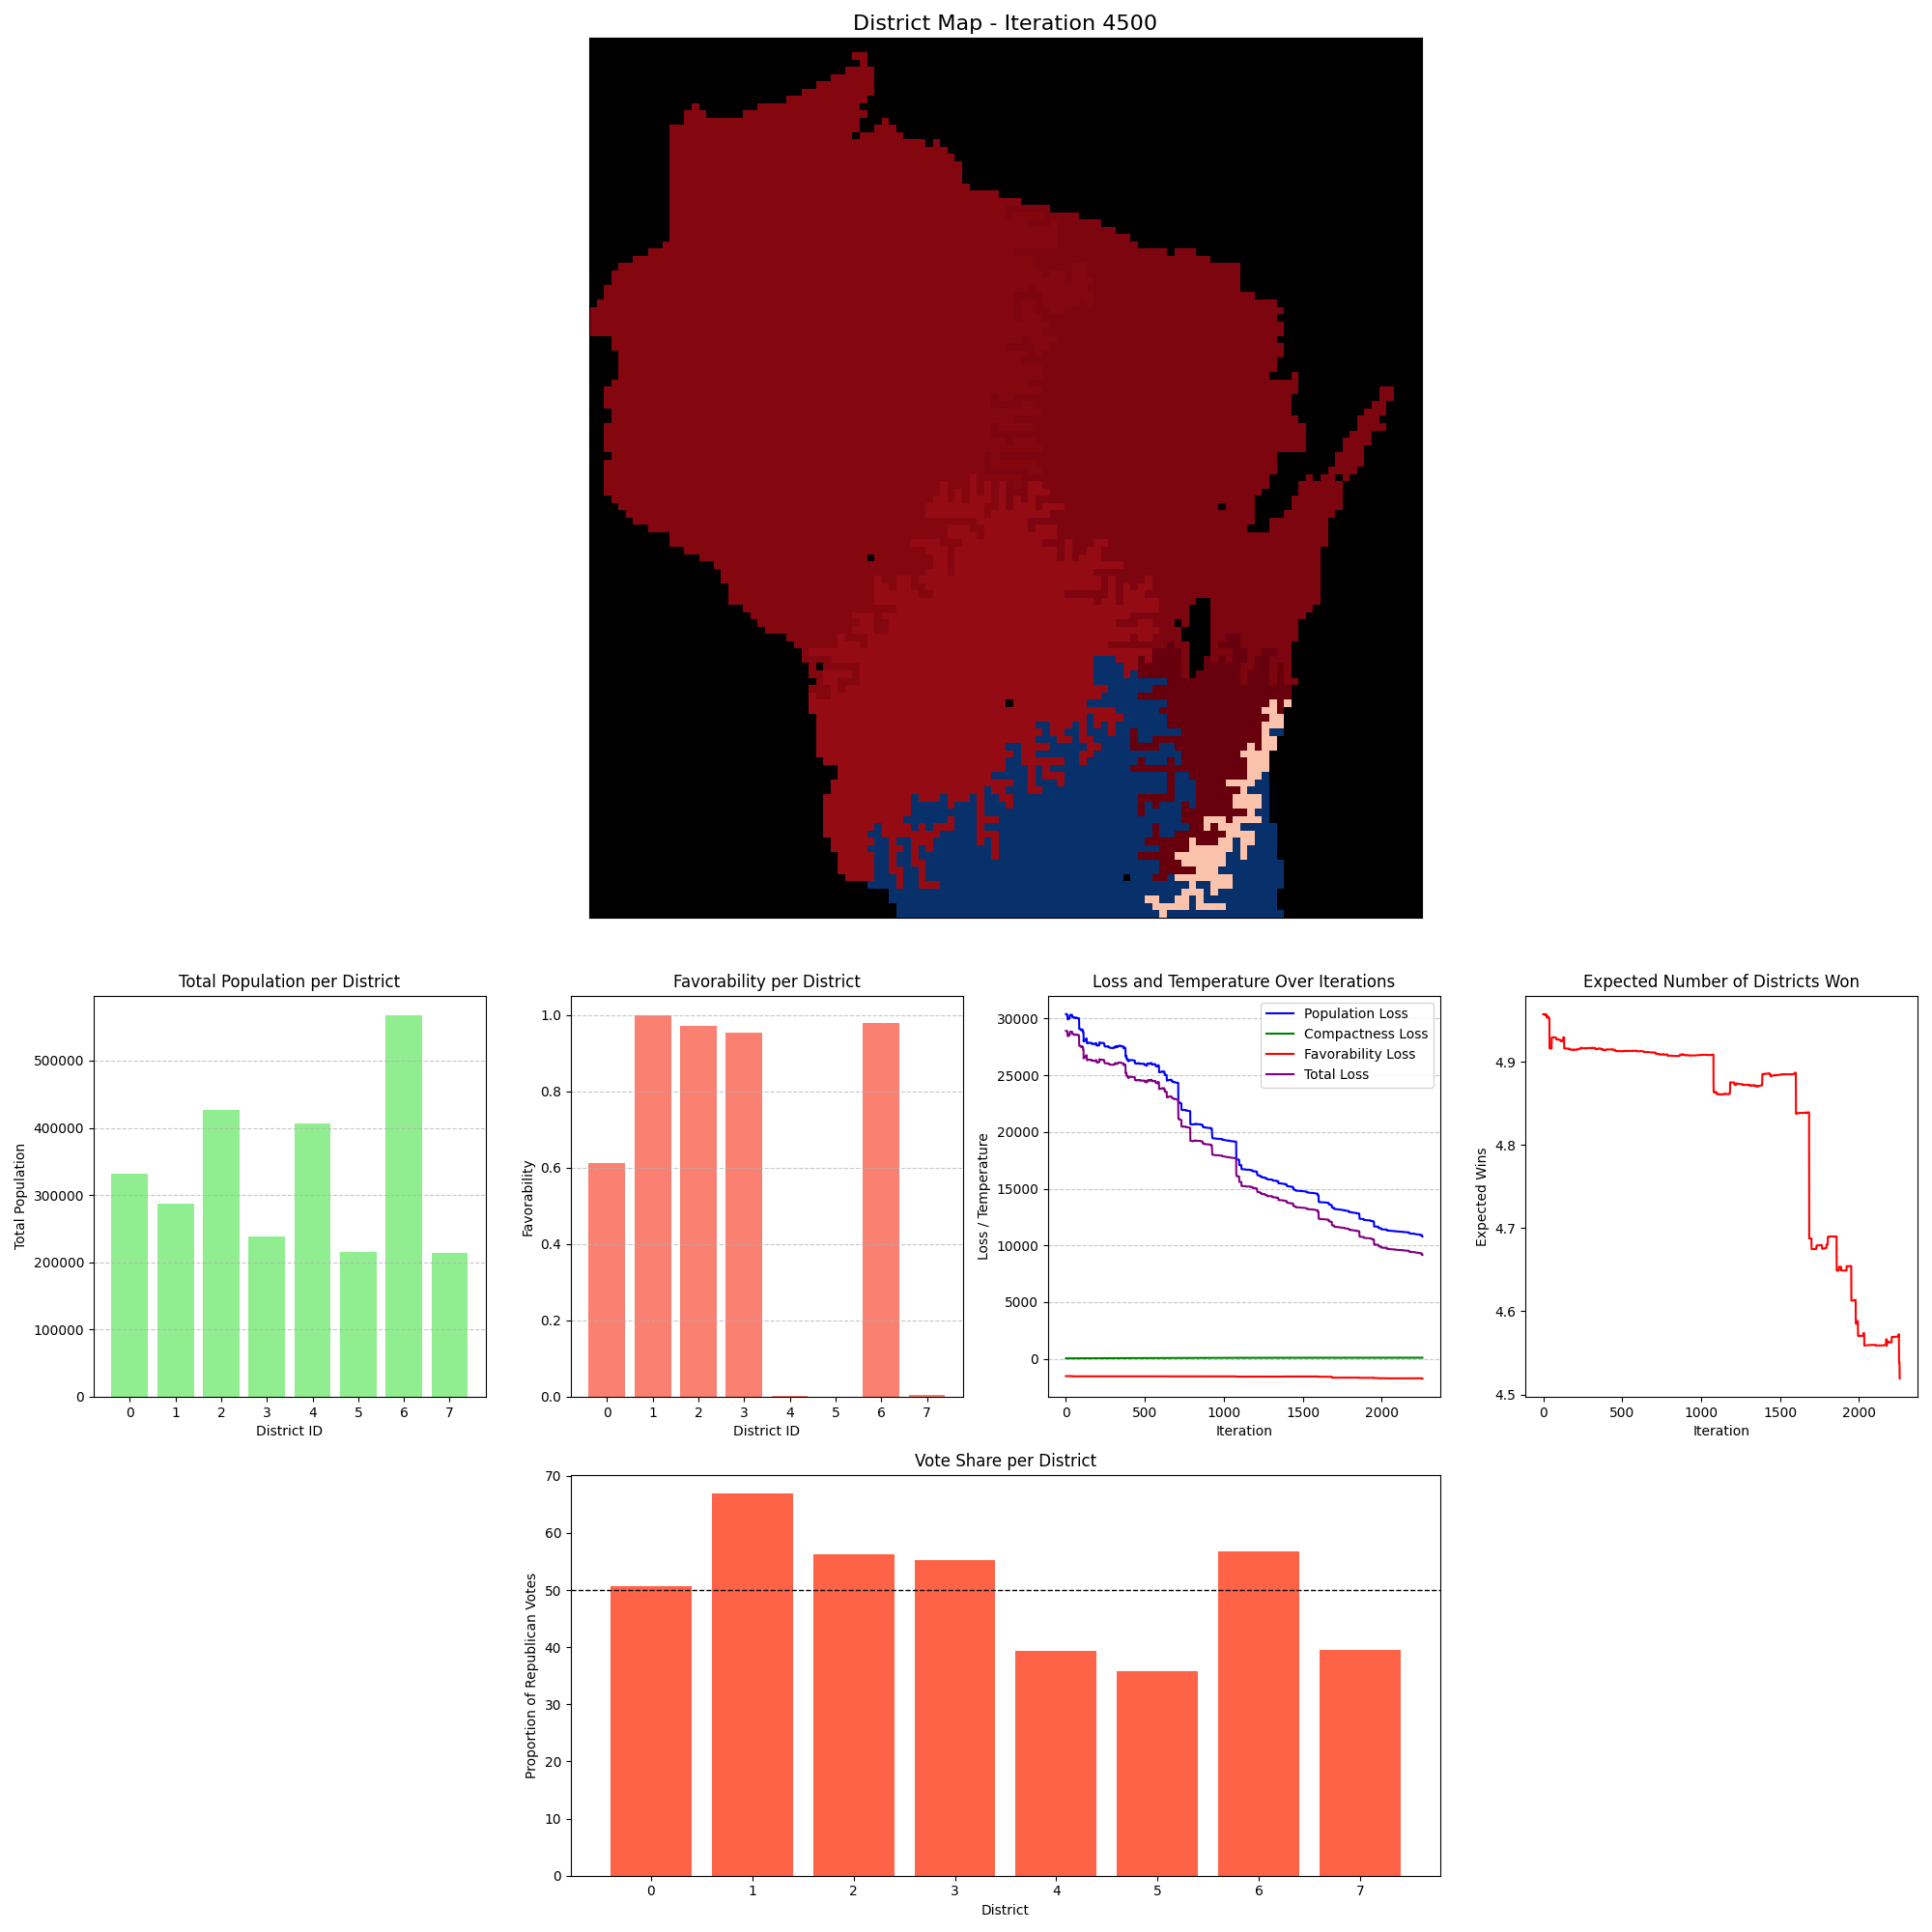 District Map - Iteration 4500
Total Population per District
Total Population
500000
400000
300000
200000
100000
0
0 1 2 3 4 5 6 7
District ID
Favorability per District
Favorability
1.0
0.8
0.6
0.4
0.2
0.0
0 1 2 3 4 5 6 7
District ID
Loss and Temperature Over Iterations
Loss / Temperature
30000
25000
20000
15000
10000
5000
0
Population Loss
Compactness Loss
Favorability Loss
Total Loss
0 500 1000 1500 2000
Iteration
Expected Number of Districts Won
Expected Wins
4.9
4.8
4.7
4.6
4.5
0 500 1000 1500 2000
Iteration
Vote Share per District
Proportion of Republican Votes
70
60
50
40
30
20
10
0
0 1 2 3 4 5 6 7
District